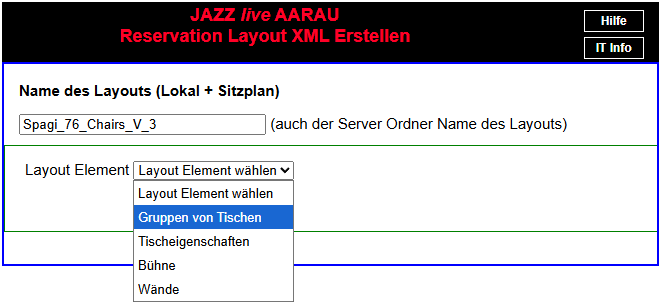 JAZZ live AARAU
Reservation Layout XML Erstellen
Hilfe
IT Info
Name des Layouts (Lokal + Sitzplan)
Spagi_76_Chairs_V_3 (auch der Server Ordner Name des Layouts)
Layout Element Layout Element wählen
Layout Element wählen
Gruppen von Tischen
Tischeigenschaften
Bühne
Wände